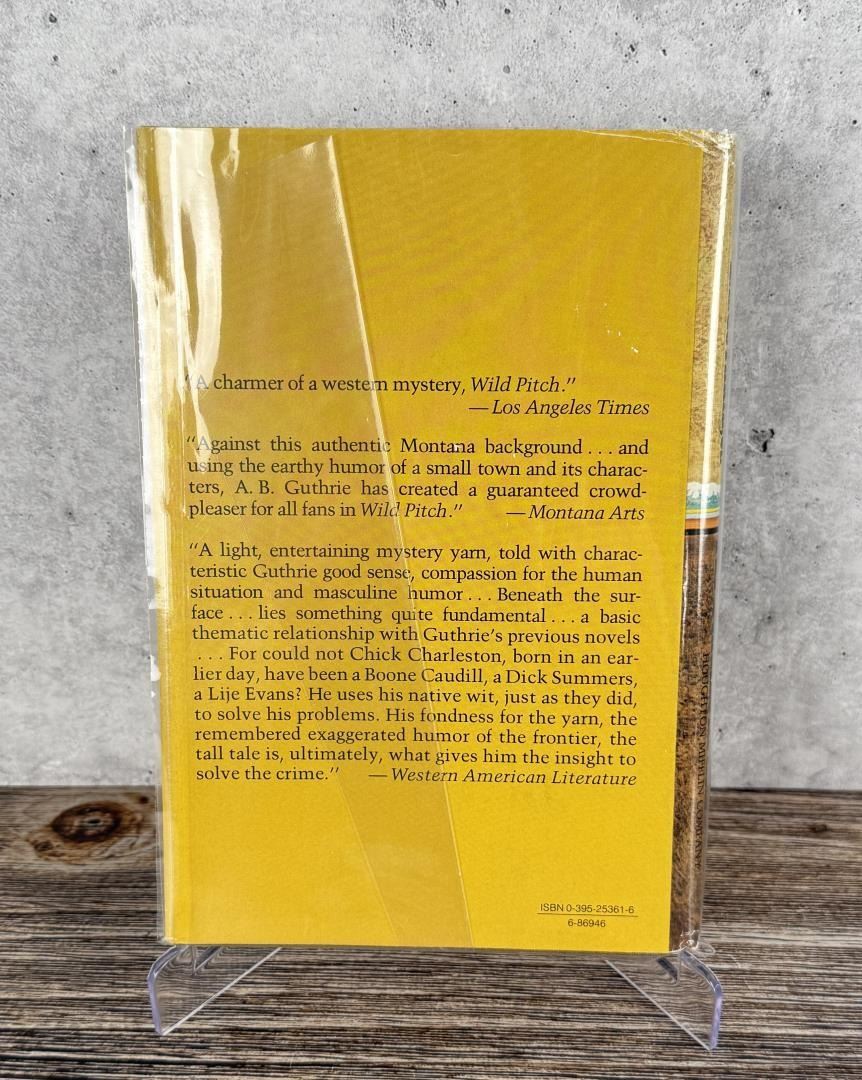 "A charmer of a western mystery, Wild Pitch."
— Los Angeles Times
"Against this authentic Montana background . . . and
using the earthy humor of a small town and its charac-
ters, A. B. Guthrie has created a guaranteed crowd-
pleaser for all fans in Wild Pitch." — Montana Arts
"A light, entertaining mystery yarn, told with charac-
teristic Guthrie good sense, compassion for the human
situation and masculine humor . . . Beneath the sur-
face . . . lies something quite fundamental . . . a basic
thematic relationship with Guthrie's previous novels
. . . For could not Chick Charleston, born in an ear-
lier day, have been a Boone Caudill, a Dick Summers,
a Lije Evans? He uses his native wit, just as they did,
to solve his problems. His fondness for the yarn, the
remembered exaggerated humor of the frontier, the
tall tale is, ultimately, what gives him the insight to
solve the crime." — Western American Literature
ISBN 0-395-25361-6
6-86946
HOUGHTON MIFFLIN COMPANY